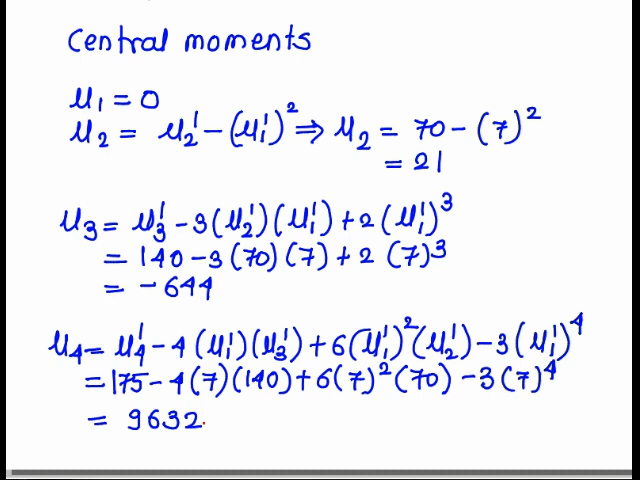 Central moments
μ₁ = 0
μ₂ = μ₂' − (μ₁')² ⇒ μ₂ = 70 − (7)²
= 21
μ₃ = μ₃' − 3(μ₂')(μ₁') + 2(μ₁')³
= 140 − 3(70)(7) + 2(7)³
= − 644
μ₄ = μ₄' − 4(μ₁')(μ₃') + 6(μ₁')²(μ₂') − 3(μ₁')⁴
= 175 − 4(7)(140) + 6(7)²(70) − 3(7)⁴
= 9632